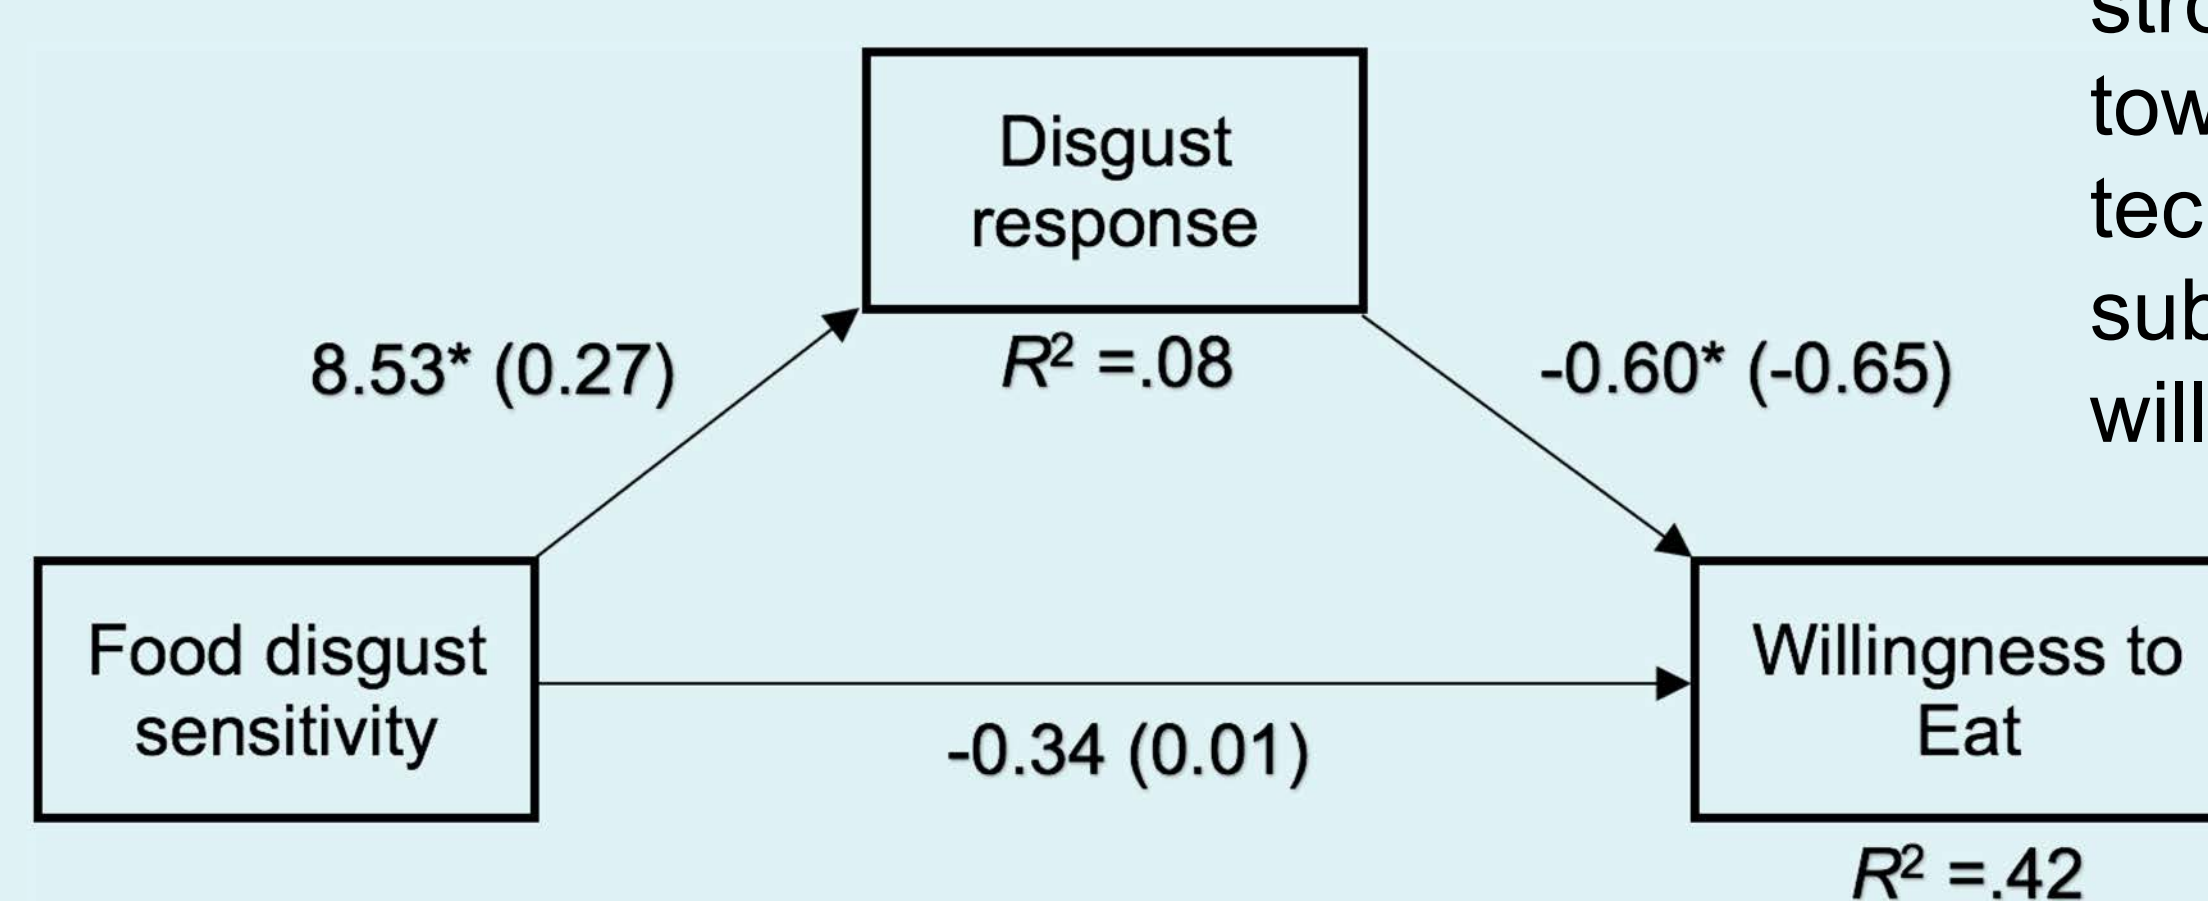 Disgust
response
R² =.08
8.53* (0.27)
-0.60* (-0.65)
Food disgust
sensitivity
-0.34 (0.01)
Willingness to
Eat
R² =.42
will